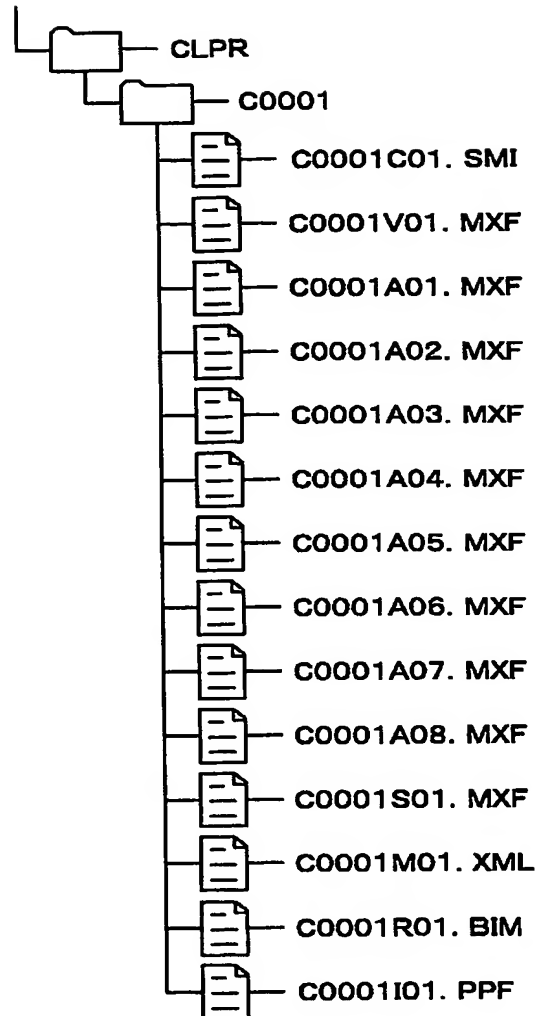 CLPR
C0001
C0001C01. SMI
C0001V01. MXF
C0001A01. MXF
C0001A02. MXF
C0001A03. MXF
C0001A04. MXF
C0001A05. MXF
C0001A06. MXF
C0001A07. MXF
C0001A08. MXF
C0001S01. MXF
C0001M01. XML
C0001R01. BIM
C0001I01. PPF